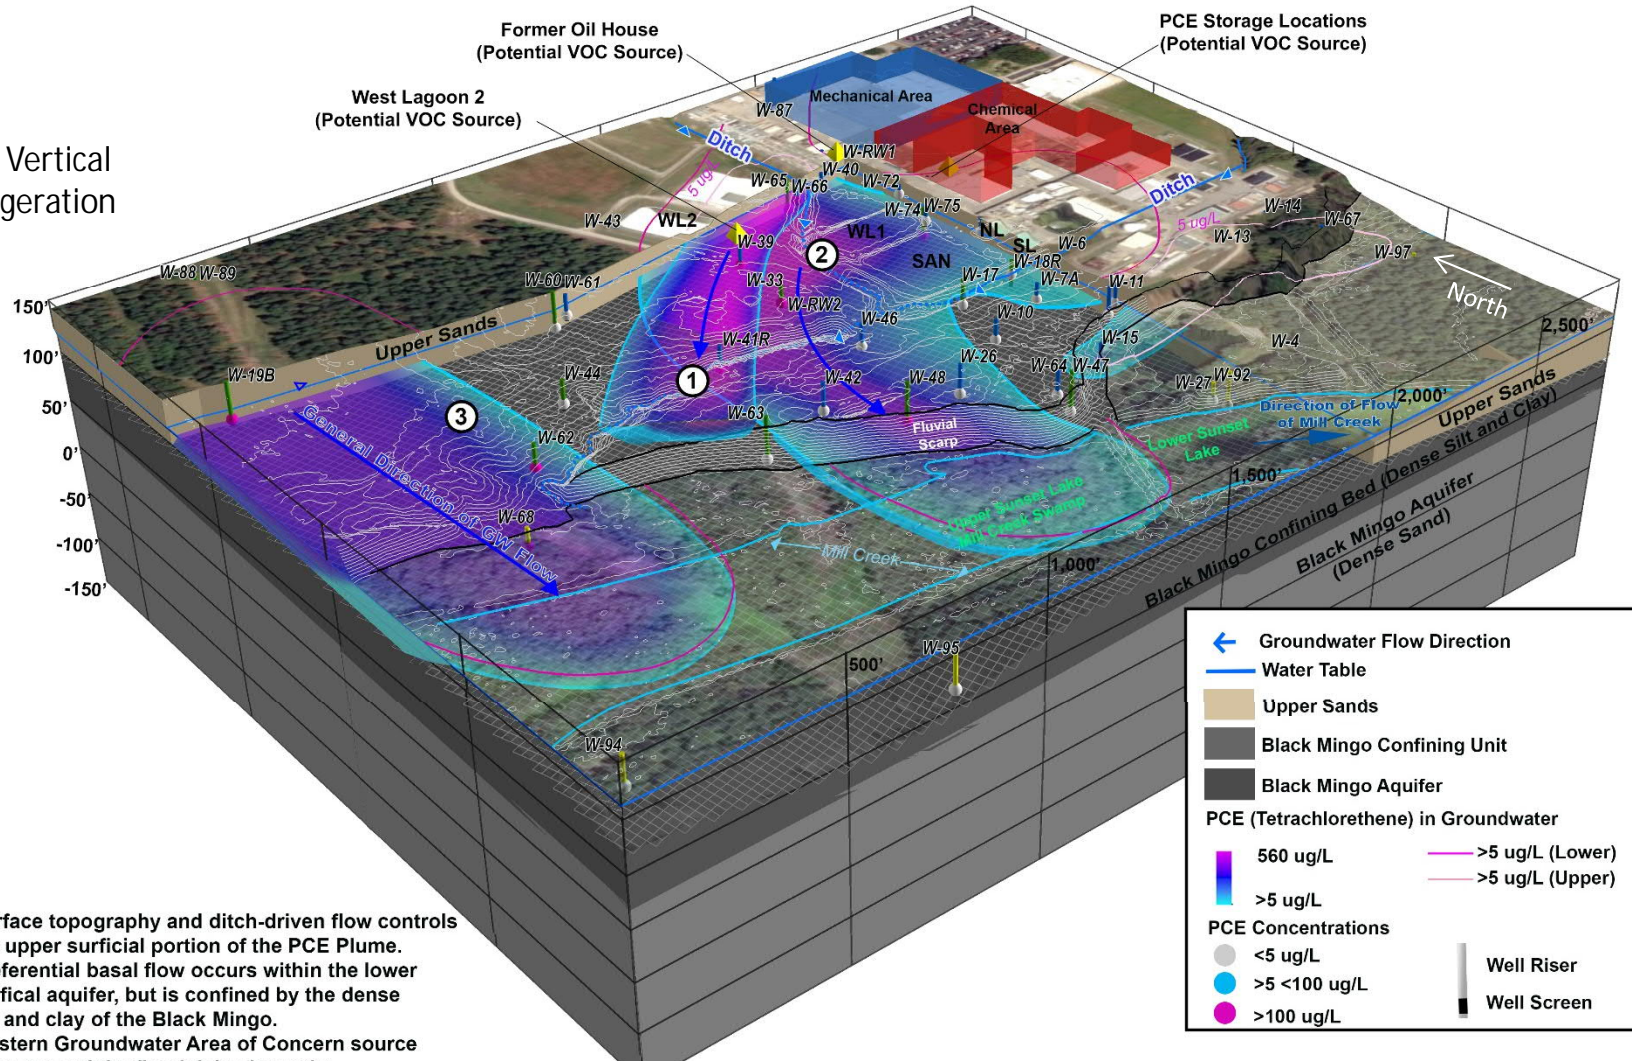 Former Oil House
(Potential VOC Source)
PCE Storage Locations
(Potential VOC Source)
West Lagoon 2
(Potential VOC Source)
Vertical
geration
Mechanical Area
Chemical
Area
W-87
Ditch
W-RW1
W-40
W-65
W-66
W-72
5 ug/L
W-74
W-75
Ditch
W-43
WL2
W-39
2
WL1
NL
SL
W-6
5 ug/L
W-14
W-13
W-67
W-97
North
SAN
W-18R
W-17
W-7A
W-11
W-88
W-89
W-60
W-61
W-33
W-RW2
W-46
W-10
W-15
W-4
2,500'
150'
100'
50'
0'
-50'
-100'
-150'
Upper Sands
W-41R
W-19B
W-44
1
W-42
W-26
W-48
W-64
W-47
W-27
W-92
2,000'
Direction of Flow
of Mill Creek
Upper Sands
3
General Direction of GW Flow
W-62
W-63
Fluvial
Scarp
Lower Sunset
Lake
1,500'
Upper Sunset Lake
Mill Creek Swamp
W-68
Mill Creek
1,000'
Black Mingo Confining Bed (Dense Silt and Clay)
Black Mingo Aquifer
(Dense Sand)
500'
W-95
W-94
Groundwater Flow Direction
Water Table
Upper Sands
Black Mingo Confining Unit
Black Mingo Aquifer
PCE (Tetrachlorethene) in Groundwater
560 ug/L
>5 ug/L
>5 ug/L (Lower)
>5 ug/L (Upper)
PCE Concentrations
<5 ug/L
>5 <100 ug/L
>100 ug/L
Well Riser
Well Screen
rface topography and ditch-driven flow controls
upper surficial portion of the PCE Plume.
eferential basal flow occurs within the lower
fical aquifer, but is confined by the dense
and clay of the Black Mingo.
stern Groundwater Area of Concern source